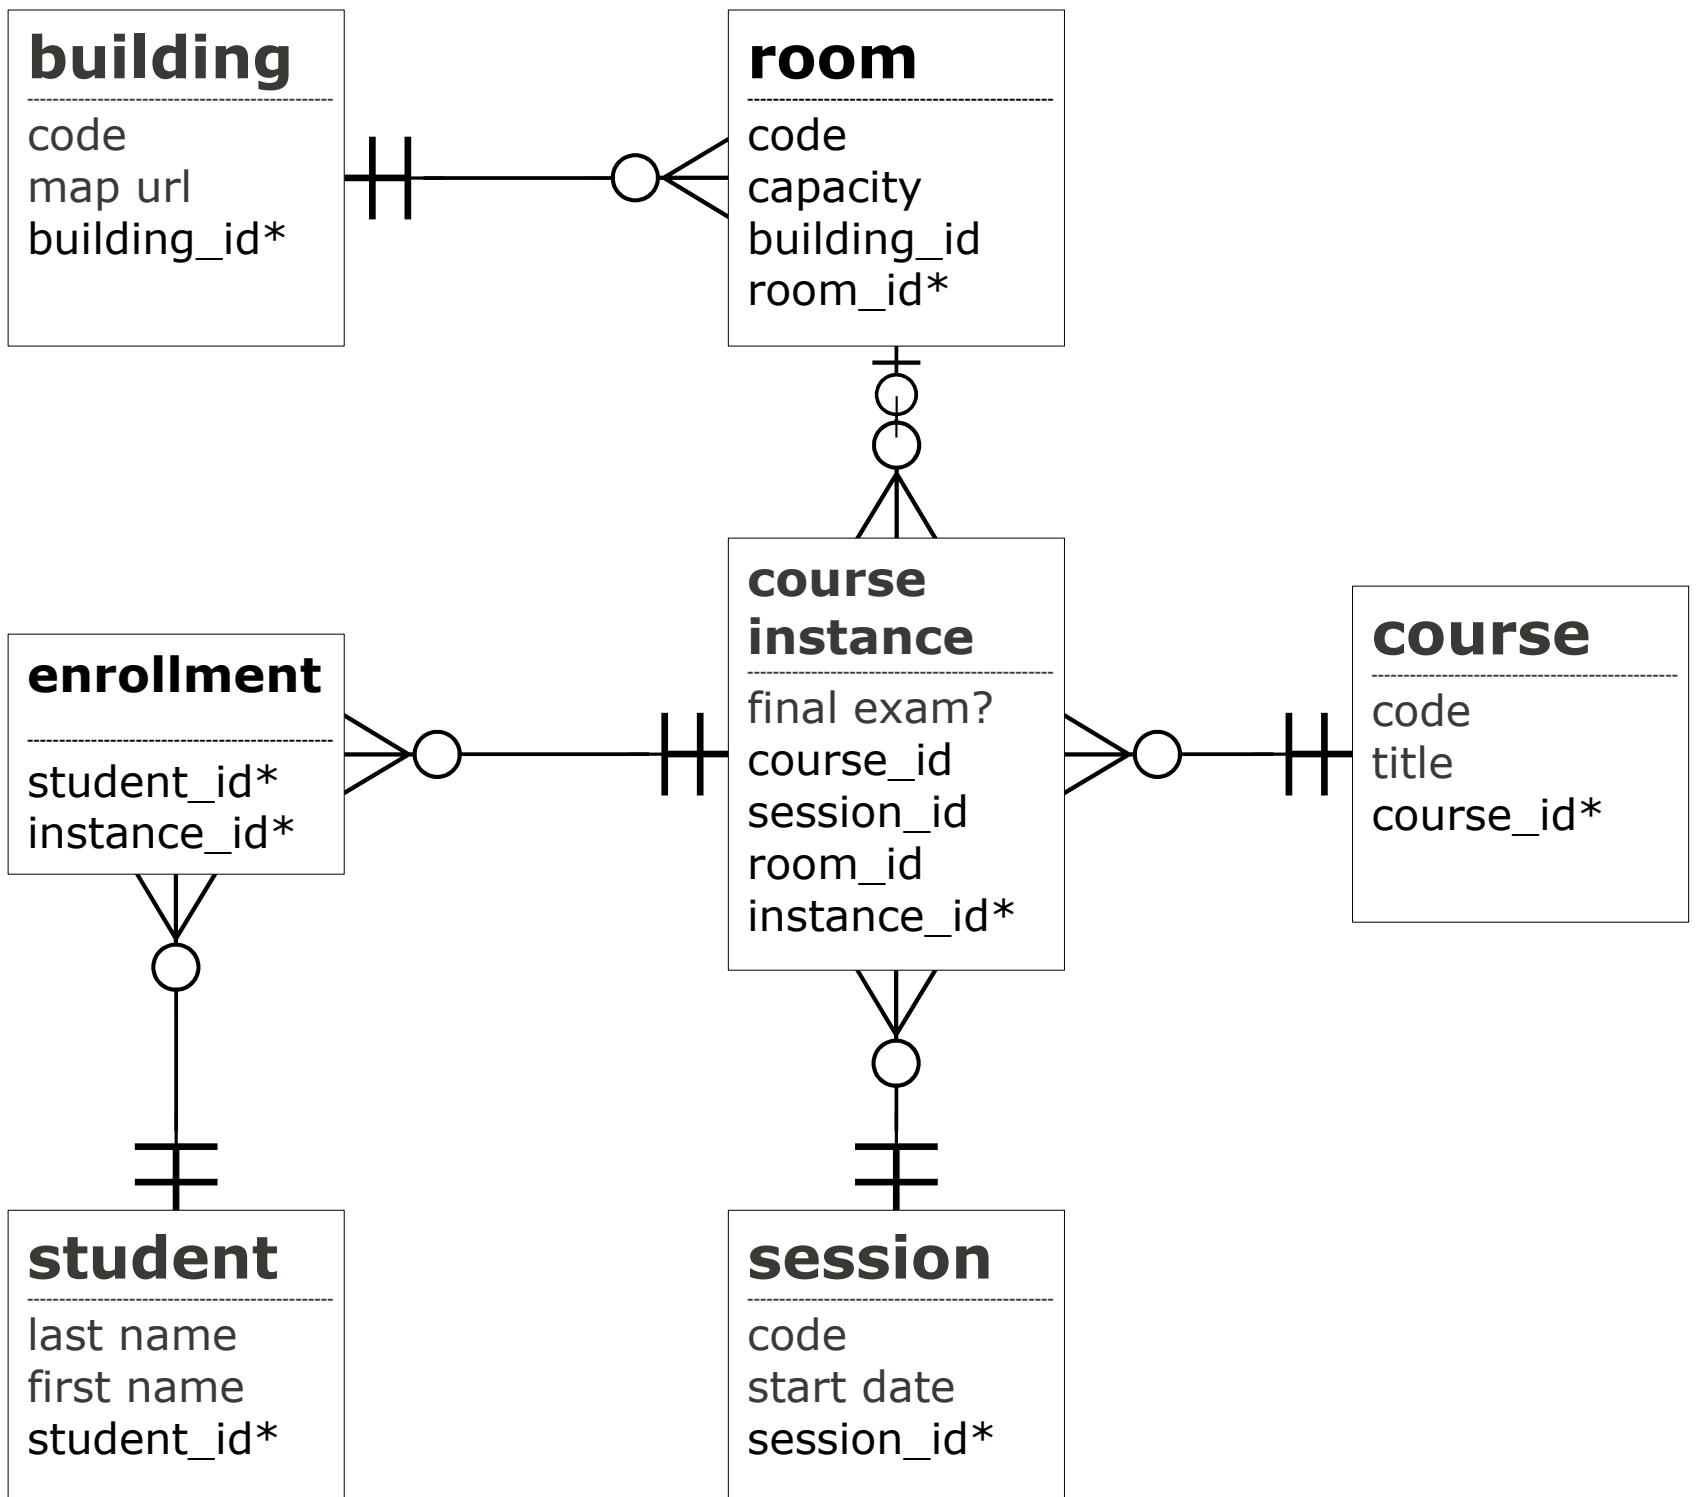 building
code
map url
building_id*
room
code
capacity
building_id
room_id*
enrollment
student_id*
instance_id*
course
instance
final exam?
course_id
session_id
room_id
instance_id*
course
code
title
course_id*
student
last name
first name
student_id*
session
code
start date
session_id*